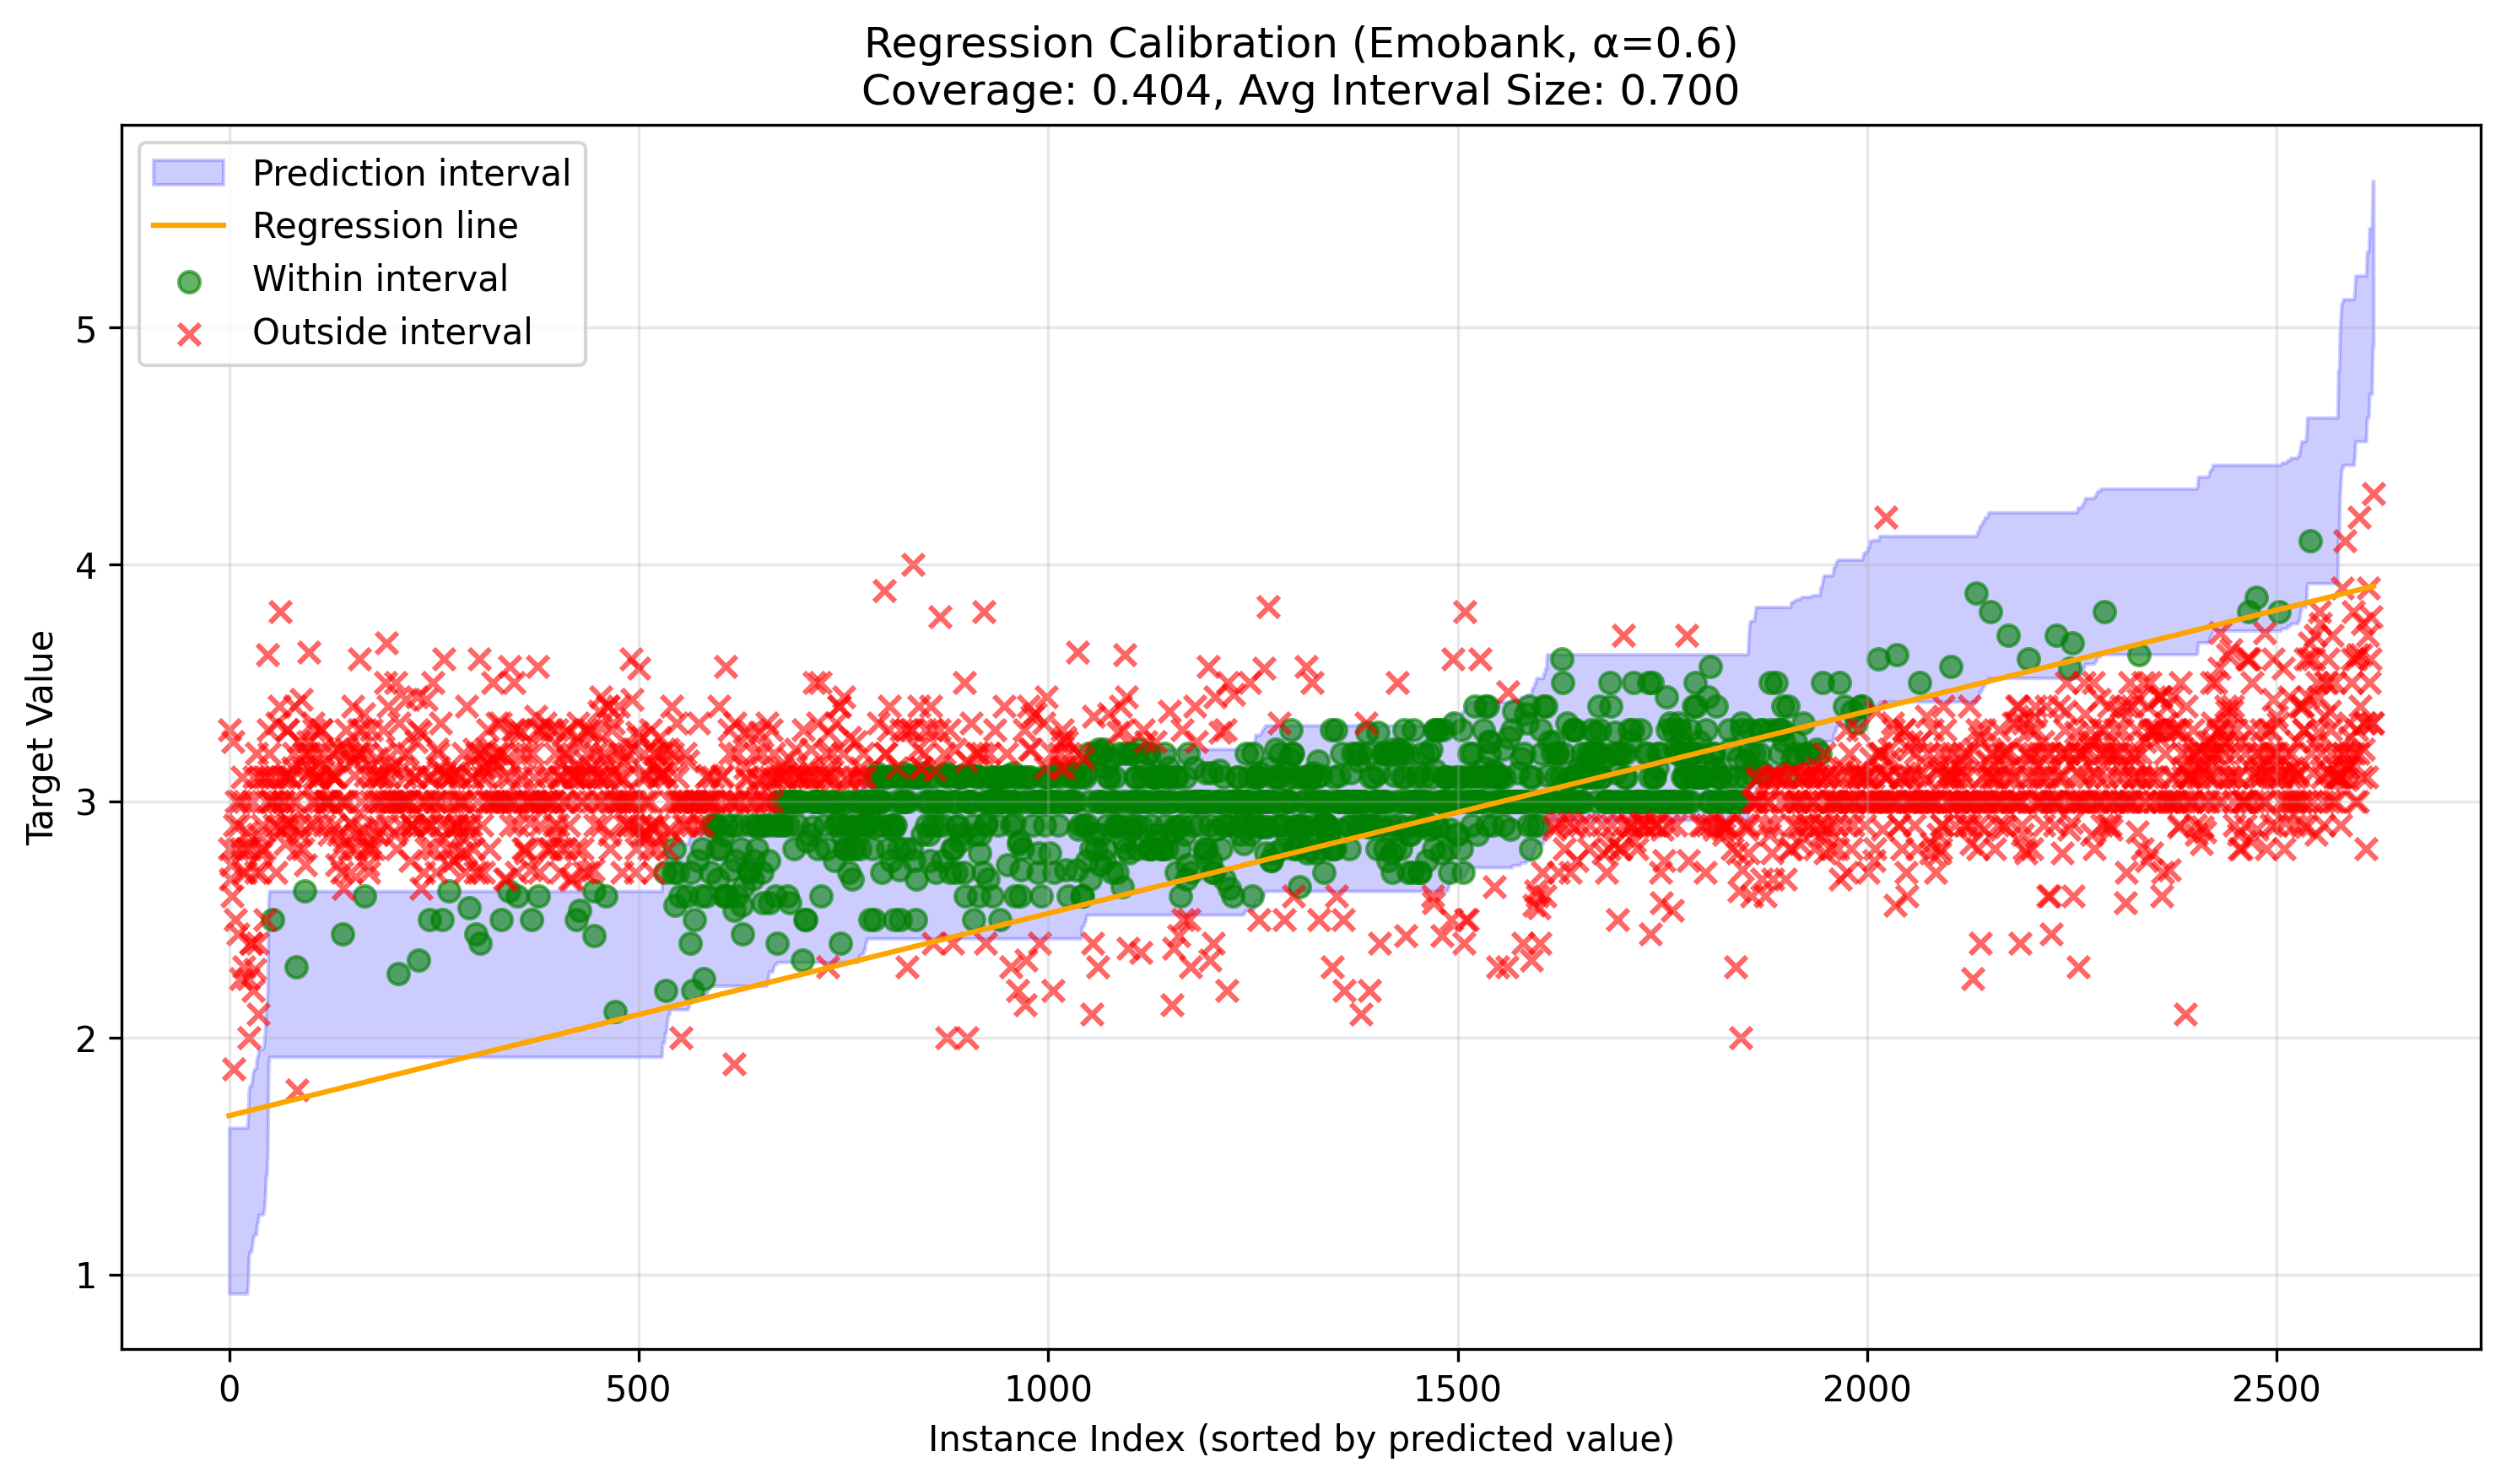 Regression Calibration (Emobank, α=0.6)
Coverage: 0.404, Avg Interval Size: 0.700
Prediction interval
Regression line
Within interval
Outside interval
Target Value
5
4
3
2
1
0
500
1000
1500
2000
2500
Instance Index (sorted by predicted value)